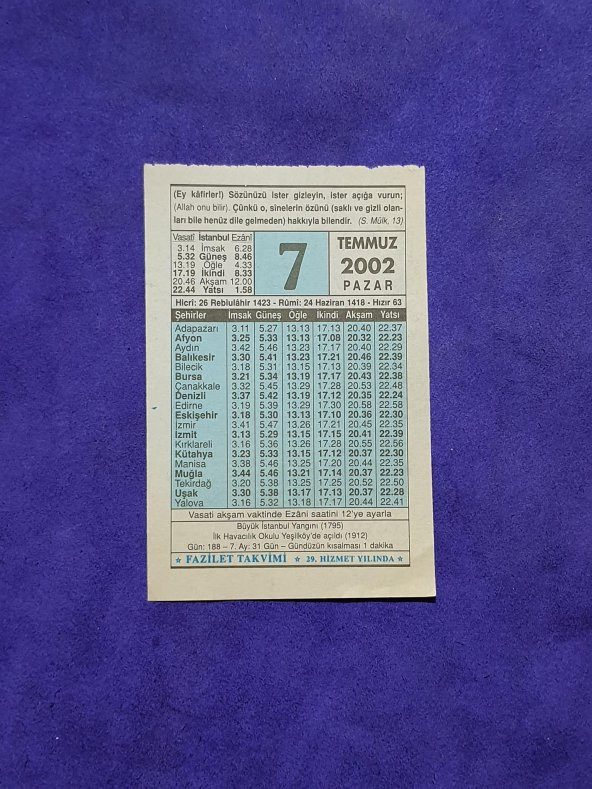 (Ey kâfirler!) Sözünüzü ister gizleyin, ister açığa vurun;
(Allah onu bilir). Çünkü o, sinelerin özünü (saklı ve gizli olan-
ları bile henüz dile gelmeden) hakkıyla bilendir. (S. Mülk, 13)
Vasatî İstanbul Ezânî
3.14 İmsak 6.28
5.32 Güneş 8.46
13.19 Öğle 4.33
17.19 İkindi 8.33
20.46 Akşam 12.00
22.44 Yatsı 1.58
7
TEMMUZ
2002
PAZAR
Hicrî: 26 Rebîulâhir 1423 - Rûmî: 24 Haziran 1418 - Hızır 63
Şehirler İmsak Güneş Öğle İkindi Akşam Yatsı
Adapazarı 3.11 5.27 13.13 17.13 20.40 22.37
Afyon 3.25 5.33 13.13 17.08 20.32 22.23
Aydın 3.42 5.46 13.23 17.17 20.40 22.29
Balıkesir 3.30 5.41 13.23 17.21 20.46 22.39
Bilecik 3.18 5.31 13.15 17.13 20.39 22.34
Bursa 3.21 5.34 13.19 17.17 20.43 22.38
Çanakkale 3.32 5.45 13.29 17.28 20.53 22.48
Denizli 3.37 5.42 13.19 17.12 20.35 22.24
Edirne 3.19 5.39 13.29 17.30 20.58 22.58
Eskişehir 3.18 5.30 13.13 17.10 20.36 22.30
İzmir 3.41 5.47 13.26 17.21 20.45 22.35
İzmit 3.13 5.29 13.15 17.15 20.41 22.39
Kırklareli 3.16 5.36 13.26 17.28 20.55 22.56
Kütahya 3.23 5.33 13.15 17.12 20.37 22.30
Manisa 3.38 5.46 13.25 17.20 20.44 22.35
Muğla 3.44 5.46 13.21 17.14 20.37 22.23
Tekirdağ 3.20 5.38 13.25 17.25 20.52 22.50
Uşak 3.30 5.38 13.17 17.13 20.37 22.28
Yalova 3.16 5.32 13.18 17.17 20.44 22.41
Vasati akşam vaktinde Ezâni saatini 12'ye ayarla
Büyük İstanbul Yangını (1795)
İlk Havacılık Okulu Yeşilköy'de açıldı (1912)
Gün: 188 – 7. Ay: 31 Gün – Gündüzün kısalması 1 dakika
★ FAZİLET TAKVİMİ ★ 29. HİZMET YILINDA ★